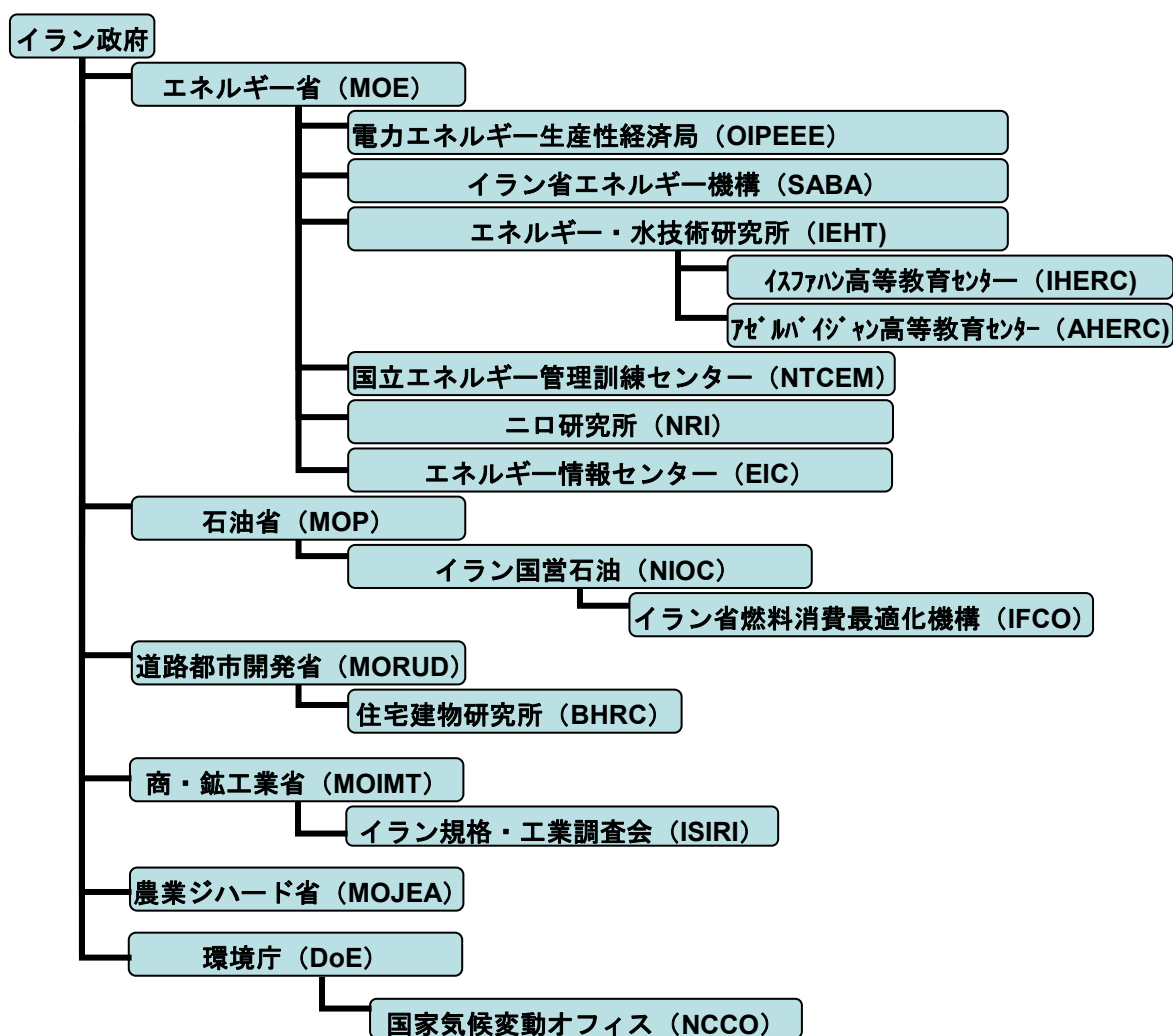 イラン政府
エネルギー省（MOE）
電力エネルギー生産性経済局（OIPEEE）
イラン省エネルギー機構（SABA）
エネルギー・水技術研究所（IEHT)
ｲｽﾌｧﾊﾝ高等教育ｾﾝﾀｰ（IHERC)
ｱｾﾞﾙﾊﾞｲｼﾞｬﾝ高等教育ｾﾝﾀｰ（AHERC)
国立エネルギー管理訓練センター（NTCEM）
ニロ研究所（NRI）
エネルギー情報センター（EIC）
石油省（MOP）
イラン国営石油（NIOC）
イラン省燃料消費最適化機構（IFCO）
道路都市開発省（MORUD）
住宅建物研究所（BHRC）
商・鉱工業省（MOIMT）
イラン規格・工業調査会（ISIRI）
農業ジハード省（MOJEA）
環境庁（DoE）
国家気候変動オフィス（NCCO）